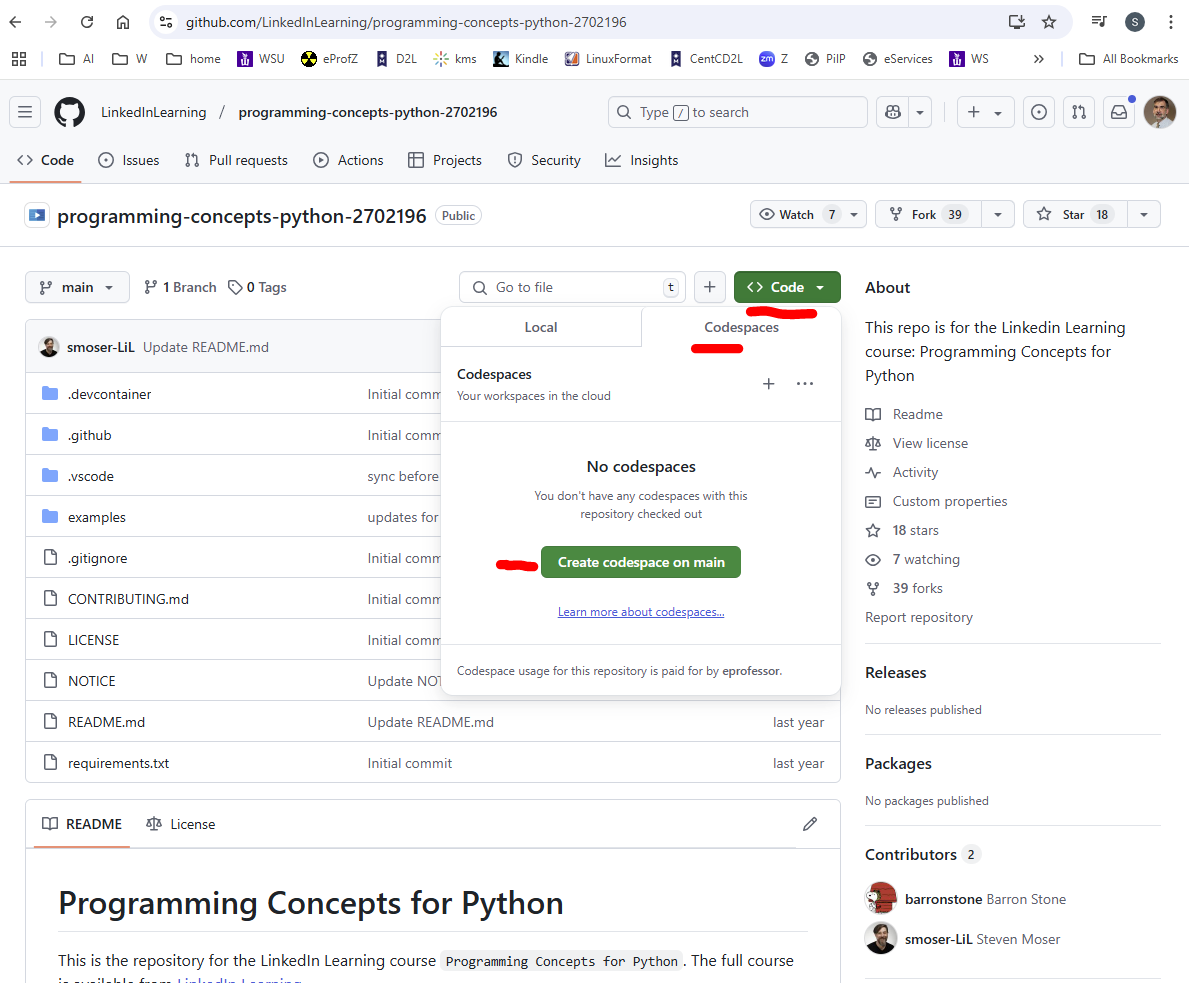 github.com/LinkedInLearning/programming-concepts-python-2702196
S
AI W home WSU eProfZ D2L kms Kindle LinuxFormat CentCD2L zm Z PiIP eServices WS » All Bookmarks
LinkedInLearning / programming-concepts-python-2702196 Type / to search
Code Issues Pull requests Actions Projects Security Insights
programming-concepts-python-2702196 Public Watch 7 Fork 39 Star 18
main 1 Branch 0 Tags Go to file t Code
Local Codespaces
smoser-LiL Update README.md
Codespaces
Your workspaces in the cloud
.devcontainer Initial comm
.github Initial comm
.vscode sync before
examples updates for
.gitignore Initial comm
CONTRIBUTING.md Initial comm
LICENSE Initial comm
NOTICE Update NOT
README.md Update README.md last year
requirements.txt Initial commit last year
No codespaces
You don't have any codespaces with this
repository checked out
Create codespace on main
Learn more about codespaces...
Codespace usage for this repository is paid for by eprofessor.
README License
Programming Concepts for Python
This is the repository for the LinkedIn Learning course Programming Concepts for Python. The full course
is available from LinkedIn Learning
About
This repo is for the Linkedin Learning
course: Programming Concepts for
Python
Readme
View license
Activity
Custom properties
18 stars
7 watching
39 forks
Report repository
Releases
No releases published
Packages
No packages published
Contributors 2
barronstone Barron Stone
smoser-LiL Steven Moser